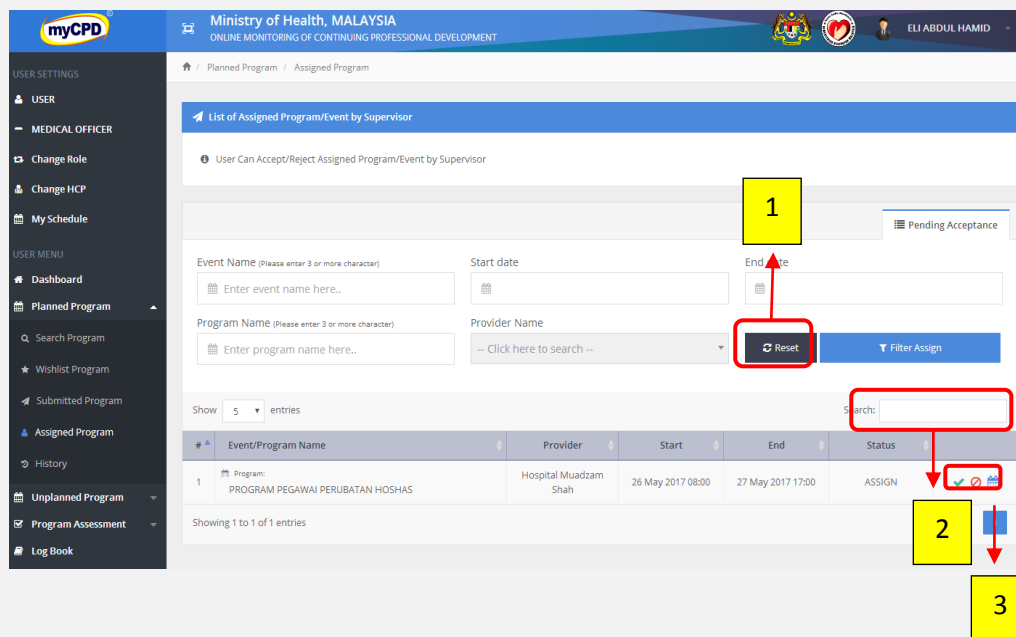 myCPD
Ministry of Health, MALAYSIA
ONLINE MONITORING OF CONTINUING PROFESSIONAL DEVELOPMENT
ELI ABDUL HAMID
/ Planned Program / Assigned Program
USER SETTINGS
USER
MEDICAL OFFICER
Change Role
Change HCP
My Schedule
USER MENU
Dashboard
Planned Program
Search Program
Wishlist Program
Submitted Program
Assigned Program
History
Unplanned Program
Program Assessment
Log Book
List of Assigned Program/Event by Supervisor
User Can Accept/Reject Assigned Program/Event by Supervisor
1
Pending Acceptance
Event Name (Please enter 3 or more character) Start date End date
Enter event name here..
Program Name (Please enter 3 or more character) Provider Name
Enter program name here.. -- Click here to search -- Reset Filter Assign
Show 5 entries Search:
# Event/Program Name Provider Start End Status
1 Program: PROGRAM PEGAWAI PERUBATAN HOSHAS Hospital Muadzam Shah 26 May 2017 08:00 27 May 2017 17:00 ASSIGN
Showing 1 to 1 of 1 entries
2
3